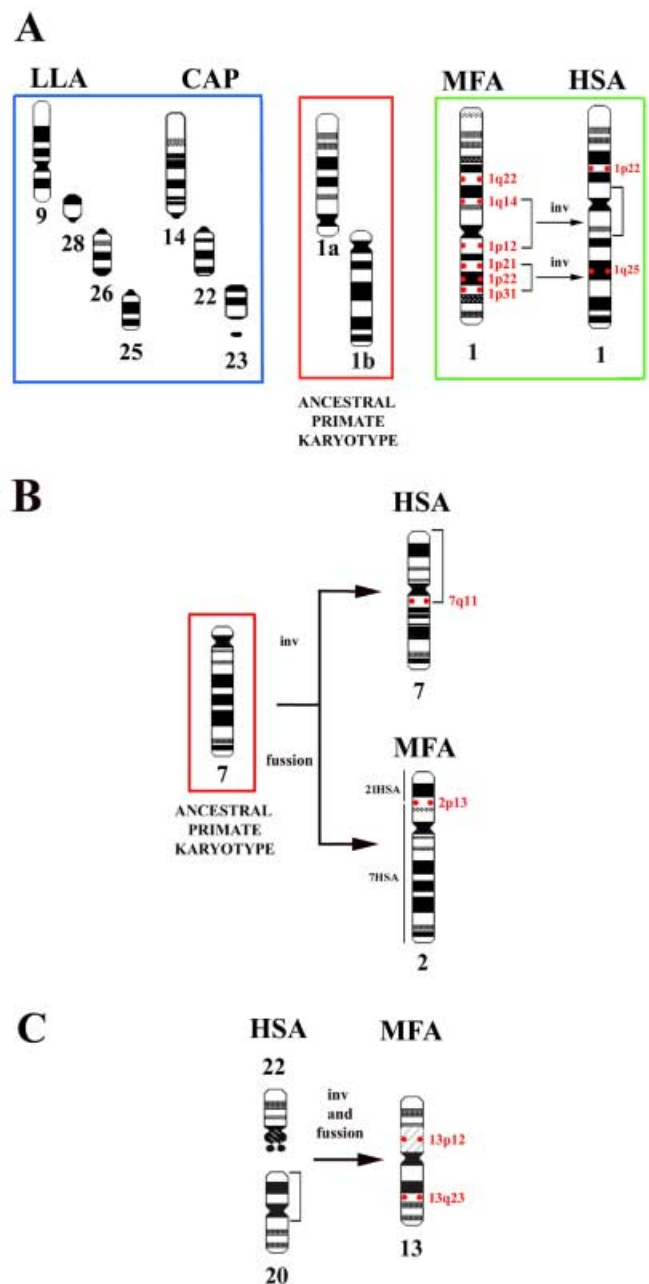 A
LLA CAP MFA HSA
9
28
26
25
14
22
23
1a
1b
ANCESTRAL
PRIMATE
KARYOTYPE
1q22
1q14
1p12
1p21
1p22
1p31
1
inv
inv
1p22
1q25
1
B
HSA
7q11
7
inv
fussion
7
ANCESTRAL
PRIMATE
KARYOTYPE
MFA
21HSA
2p13
7HSA
2
C
HSA
22
20
inv
and
fussion
MFA
13p12
13q23
13